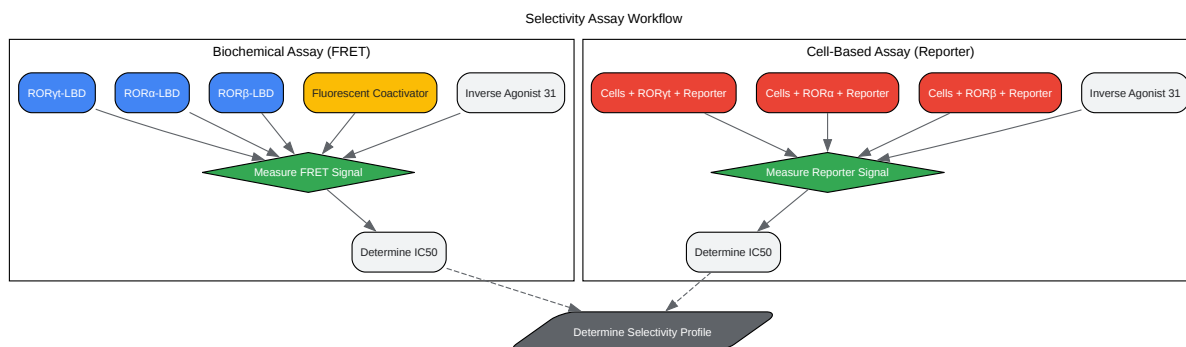 Selectivity Assay Workflow
Biochemical Assay (FRET)
RORγt-LBD
RORα-LBD
RORβ-LBD
Fluorescent Coactivator
Inverse Agonist 31
Measure FRET Signal
Determine IC50
Cell-Based Assay (Reporter)
Cells + RORγt + Reporter
Cells + RORα + Reporter
Cells + RORβ + Reporter
Inverse Agonist 31
Measure Reporter Signal
Determine IC50
Determine Selectivity Profile